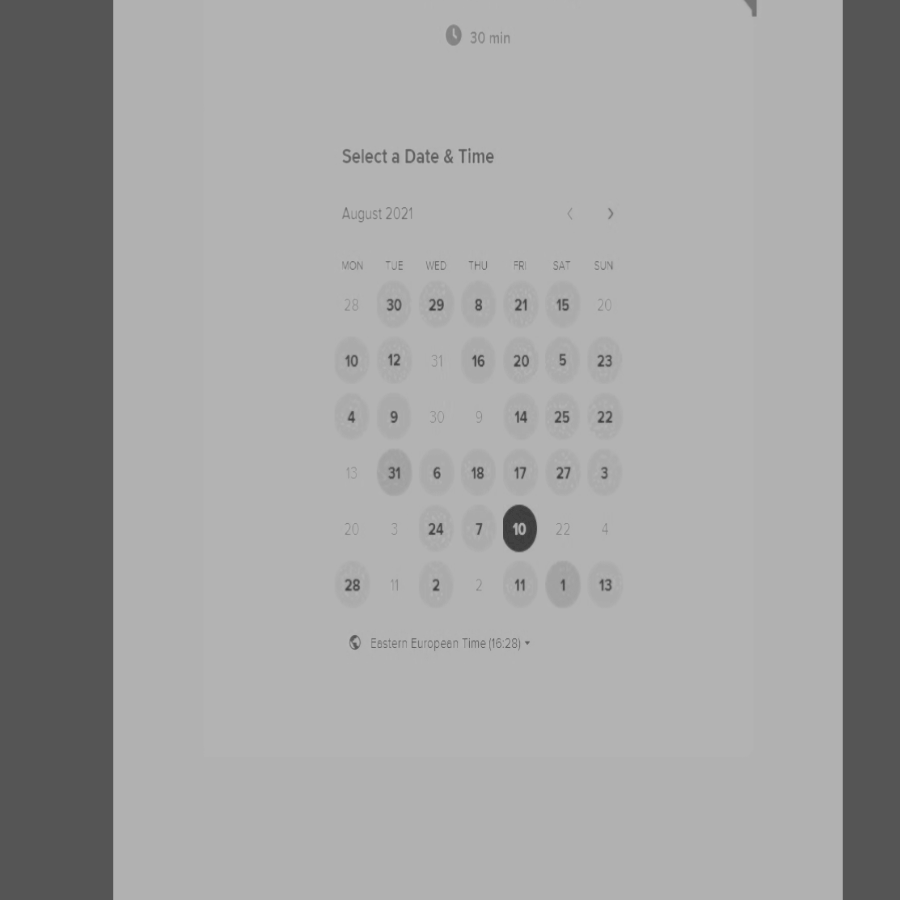 30 min
Select a Date & Time
August 2021
MON TUE WED THU FRI SAT SUN
28 30 29 8 21 15 20
10 12 31 16 20 5 23
4 9 30 9 14 25 22
13 31 6 18 17 27 3
20 3 24 7 10 22 4
28 11 2 2 11 1 13
Eastern European Time (16:28)